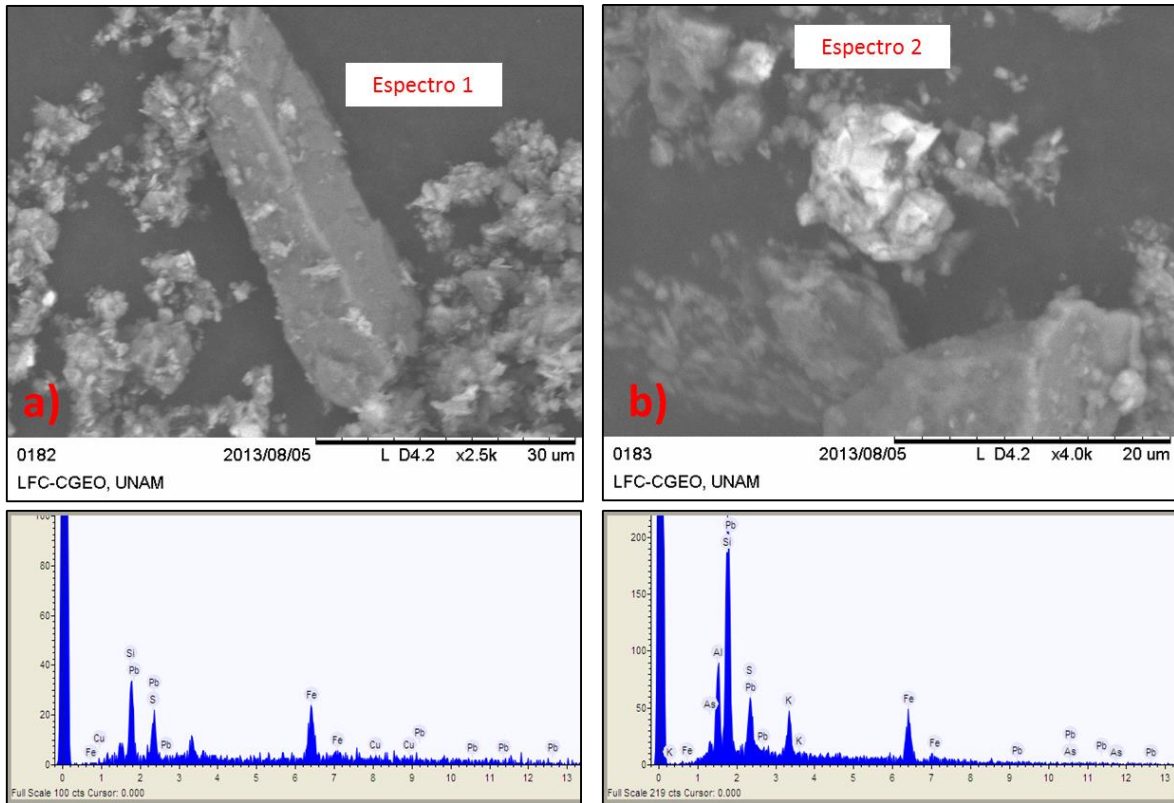 Espectro 1
a)
0182 2013/08/05 L D4.2 x2.5k 30 um
LFC-CGEO, UNAM
Espectro 2
b)
0183 2013/08/05 L D4.2 x4.0k 20 um
LFC-CGEO, UNAM
100
80
60
40
20
0
Si
Pb
Pb
S
Fe
Cu
Fe
Pb
Fe
Cu
Cu
Pb
Pb
Pb
Pb
0 1 2 3 4 5 6 7 8 9 10 11 12 13
Full Scale 100 cts Cursor: 0.000
200
150
100
50
0
Pb
Si
Al
As
S
Pb
K
Fe
K
Fe
Pb
K
Fe
Pb
Pb
As
Pb
As
Pb
0 1 2 3 4 5 6 7 8 9 10 11 12 13
Full Scale 219 cts Cursor: 0.000